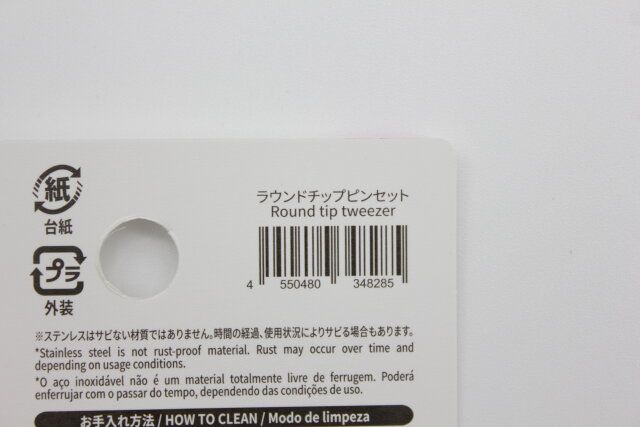 紙
台紙
プラ
外装
ラウンドチップピンセット
Round tip tweezer
4 550480 348285
※ステンレスはサビない材質ではありません。時間の経過、使用状況によりサビる場合もあります。
*Stainless steel is not rust-proof material. Rust may occur over time and
depending on usage conditions.
*O aço inoxidável não é um material totalmente livre de ferrugem. Poderá
enferrujar com o passar do tempo, dependendo das condições de uso.
お手入れ方法 / HOW TO CLEAN / Modo de limpeza